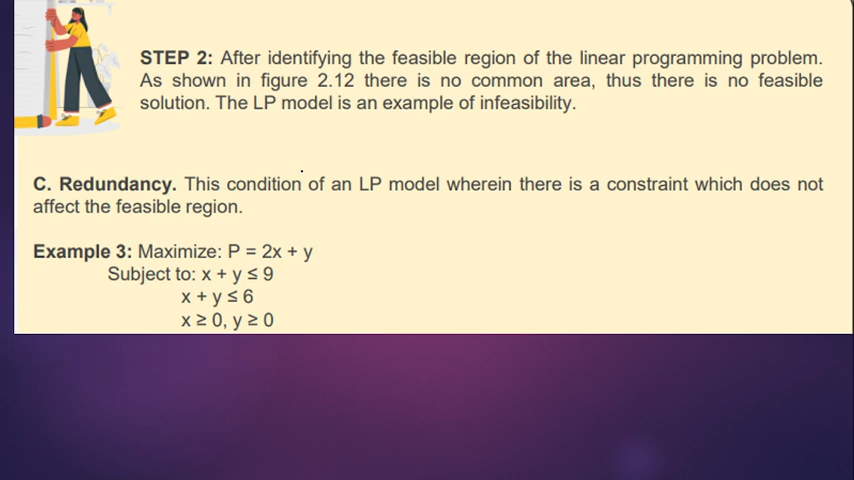 STEP 2: After identifying the feasible region of the linear programming problem.
As shown in figure 2.12 there is no common area, thus there is no feasible
solution. The LP model is an example of infeasibility.
C. Redundancy. This condition of an LP model wherein there is a constraint which does not
affect the feasible region.
Example 3: Maximize: P = 2x + y
Subject to: x + y ≤ 9
x + y ≤ 6
x ≥ 0, y ≥ 0